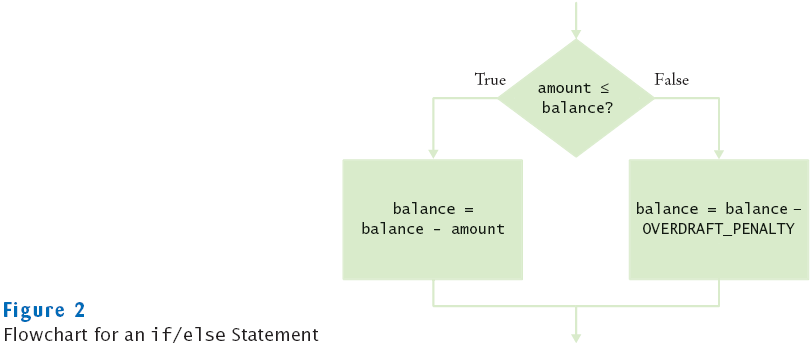 True
False
amount ≤
balance?
balance =
balance – amount
balance = balance –
OVERDRAFT_PENALTY
Figure 2
Flowchart for an if/else Statement